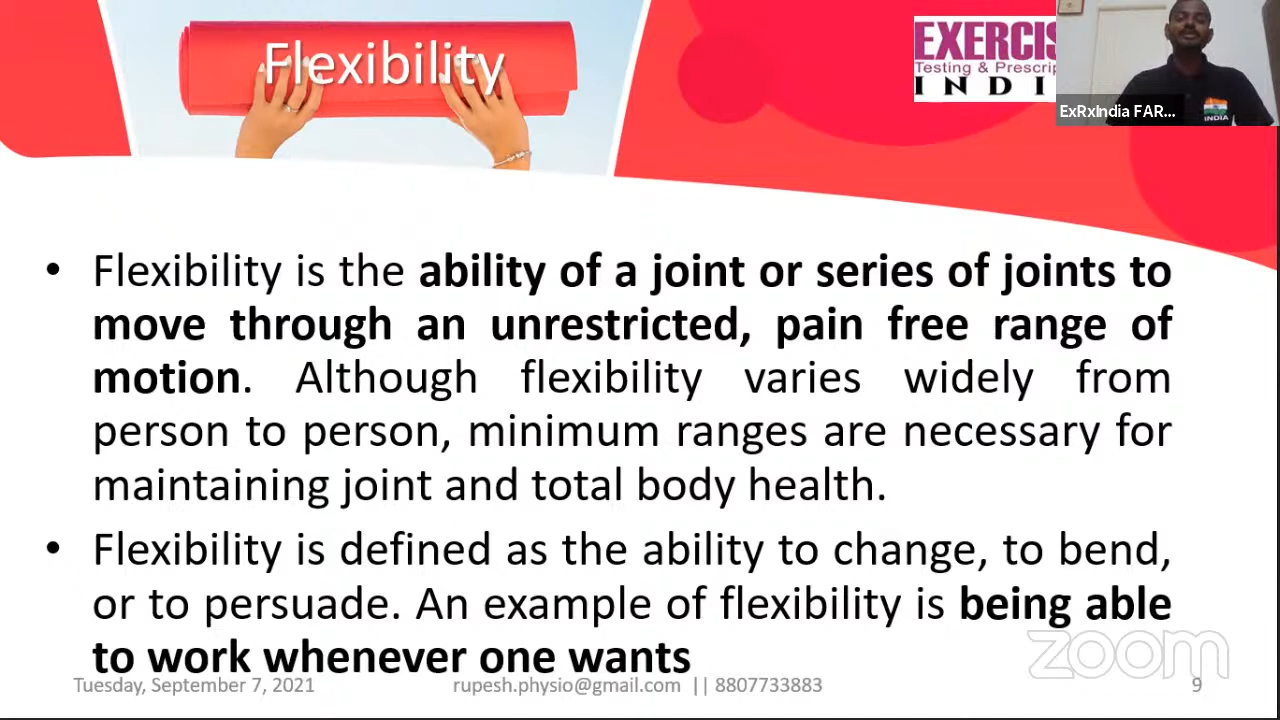 Flexibility
EXERCIS
Testing & Prescrip
INDI
ExRxIndia FAR...
INDIA
• Flexibility is the ability of a joint or series of joints to
move through an unrestricted, pain free range of
motion. Although flexibility varies widely from
person to person, minimum ranges are necessary for
maintaining joint and total body health.
• Flexibility is defined as the ability to change, to bend,
or to persuade. An example of flexibility is being able
to work whenever one wants
zoom
Tuesday, September 7, 2021
rupesh.physio@gmail.com || 8807733883
9